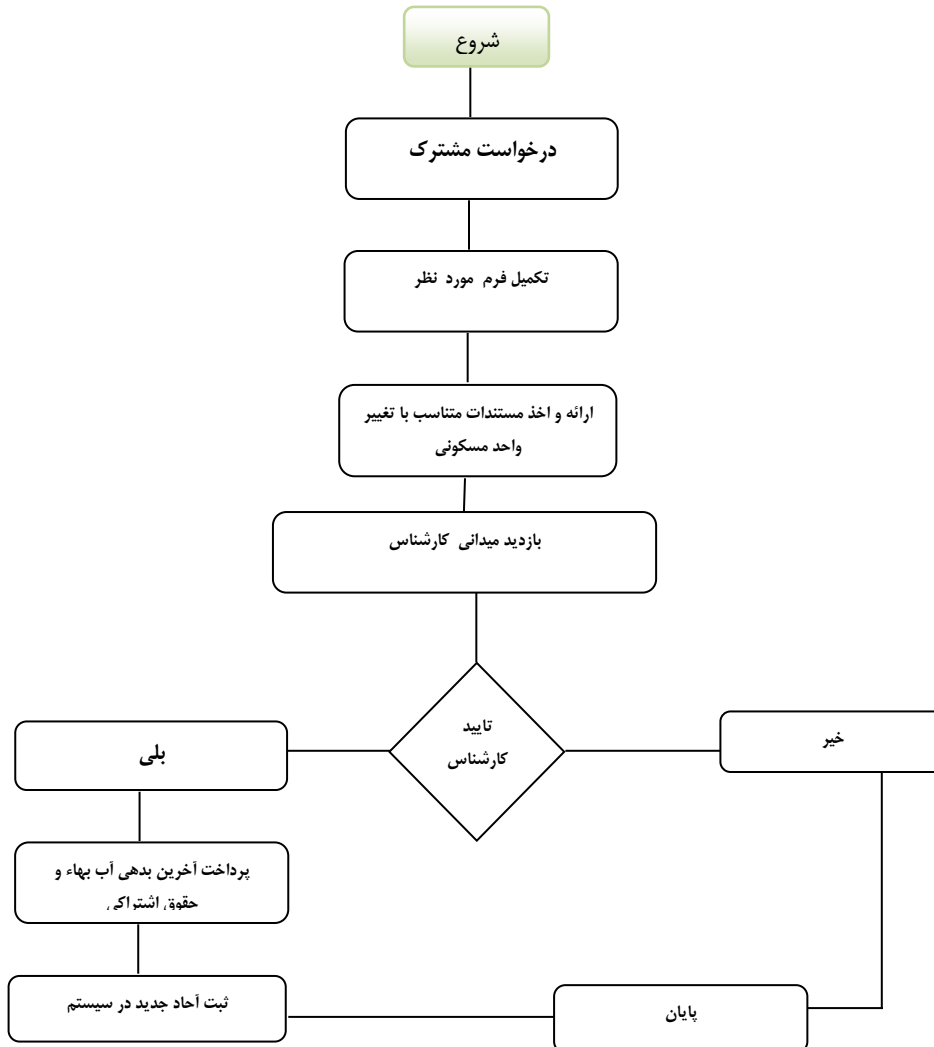 شروع
درخواست مشترک
تکمیل فرم مورد نظر
ارائه و اخذ مستندات متناسب با تغییر
واحد مسکونی
بازدید میدانی کارشناس
تایید
کارشناس
خیر
بلی
پرداخت آخرین بدهی آب بهاء و
حقوق اشتراکی
ثبت آحاد جدید در سیستم
پایان